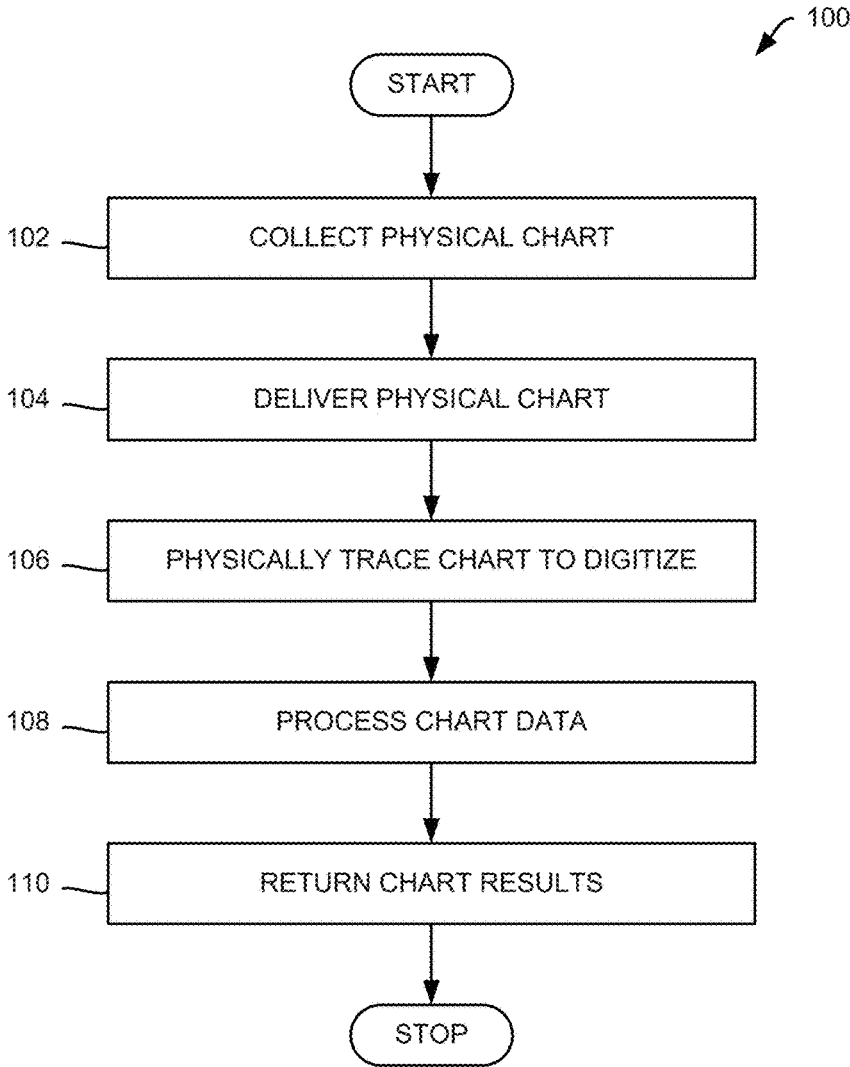 100
START
102 COLLECT PHYSICAL CHART
104 DELIVER PHYSICAL CHART
106 PHYSICALLY TRACE CHART TO DIGITIZE
108 PROCESS CHART DATA
110 RETURN CHART RESULTS
STOP